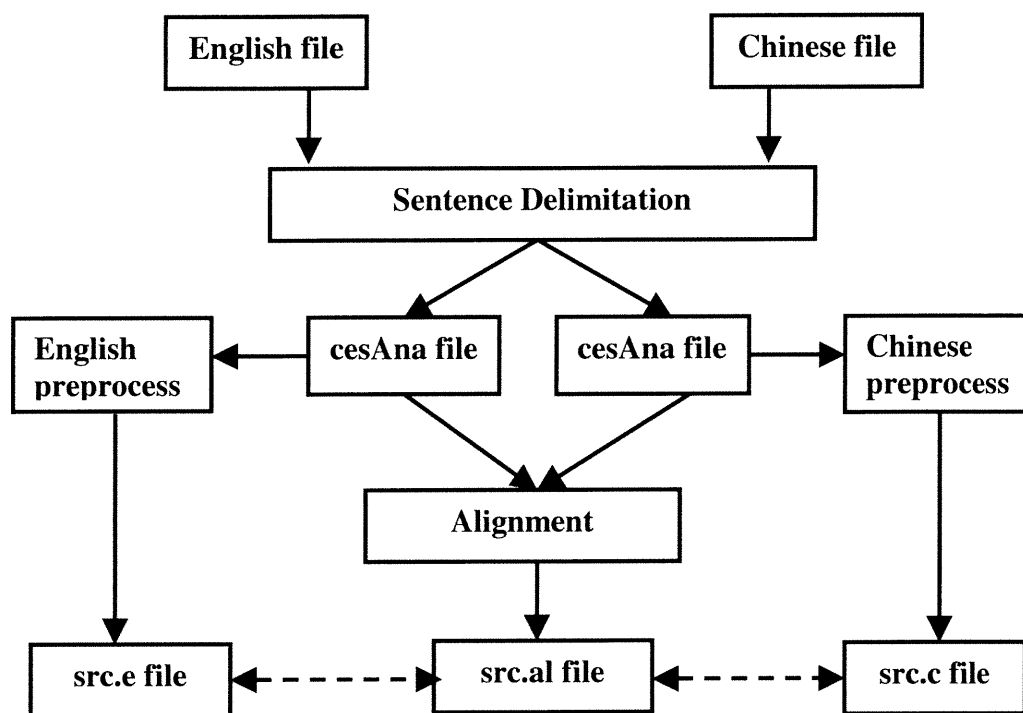 English file
Chinese file
Sentence Delimitation
English
preprocess
cesAna file
cesAna file
Chinese
preprocess
Alignment
src.e file
src.al file
src.c file